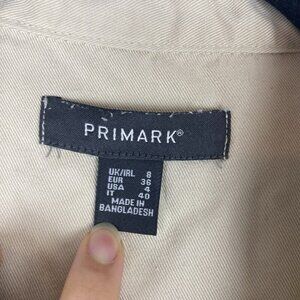 PRIMARK®
UK/IRL 8
EUR 36
USA 4
IT 40
MADE IN
BANGLADESH